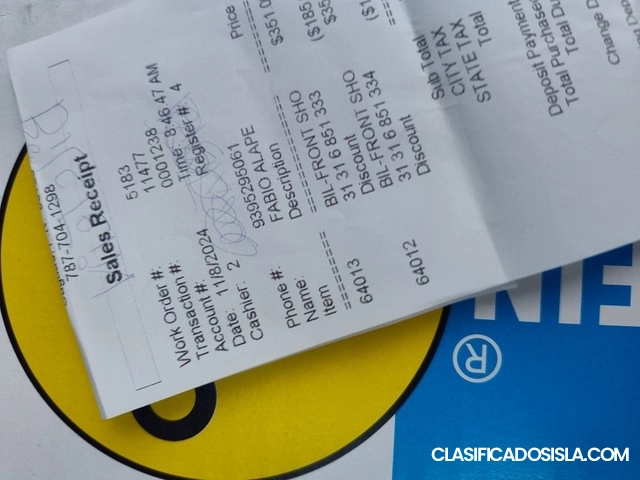 787-704-1298
Sales Receipt
Work Order #: 5183
Transaction #: 11477
Account #: 0001238
Date: 11/8/2024 Time: 8:46:47 AM
Cashier: 2 Register #: 4
Phone #: 9395295061
Name: FABIO ALAPE
Item Description Price
64013 BIL-FRONT SHO $351.0
31 31 6 851 333
Discount ($185
64012 BIL-FRONT SHO $35
31 31 6 851 334
Discount ($1
Sub Total
CITY TAX
STATE TAX
Total
Deposit Payment
Total Purchase
Total Du
Change D
EIN
®
CLASIFICADOSISLA.COM